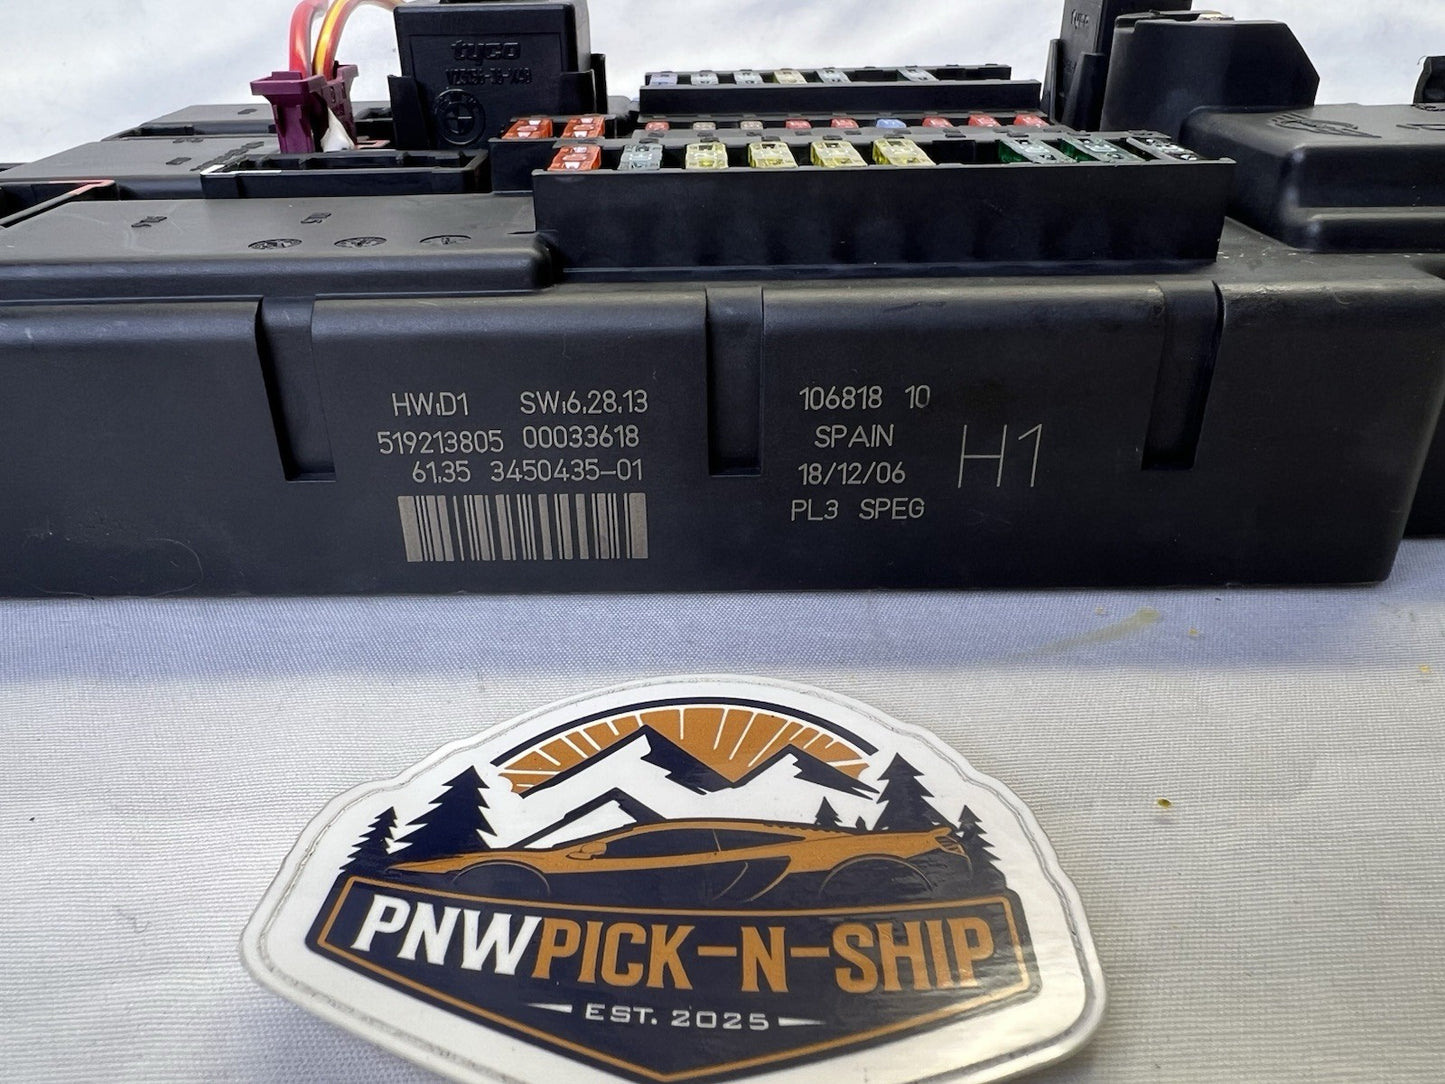 tyco
HW:D1 SW:6.28.13
519213805 00033618
61.35 3450435-01
106818 10
SPAIN
18/12/06
PL3 SPEG
H1
PNWPICK-N-SHIP
EST. 2025